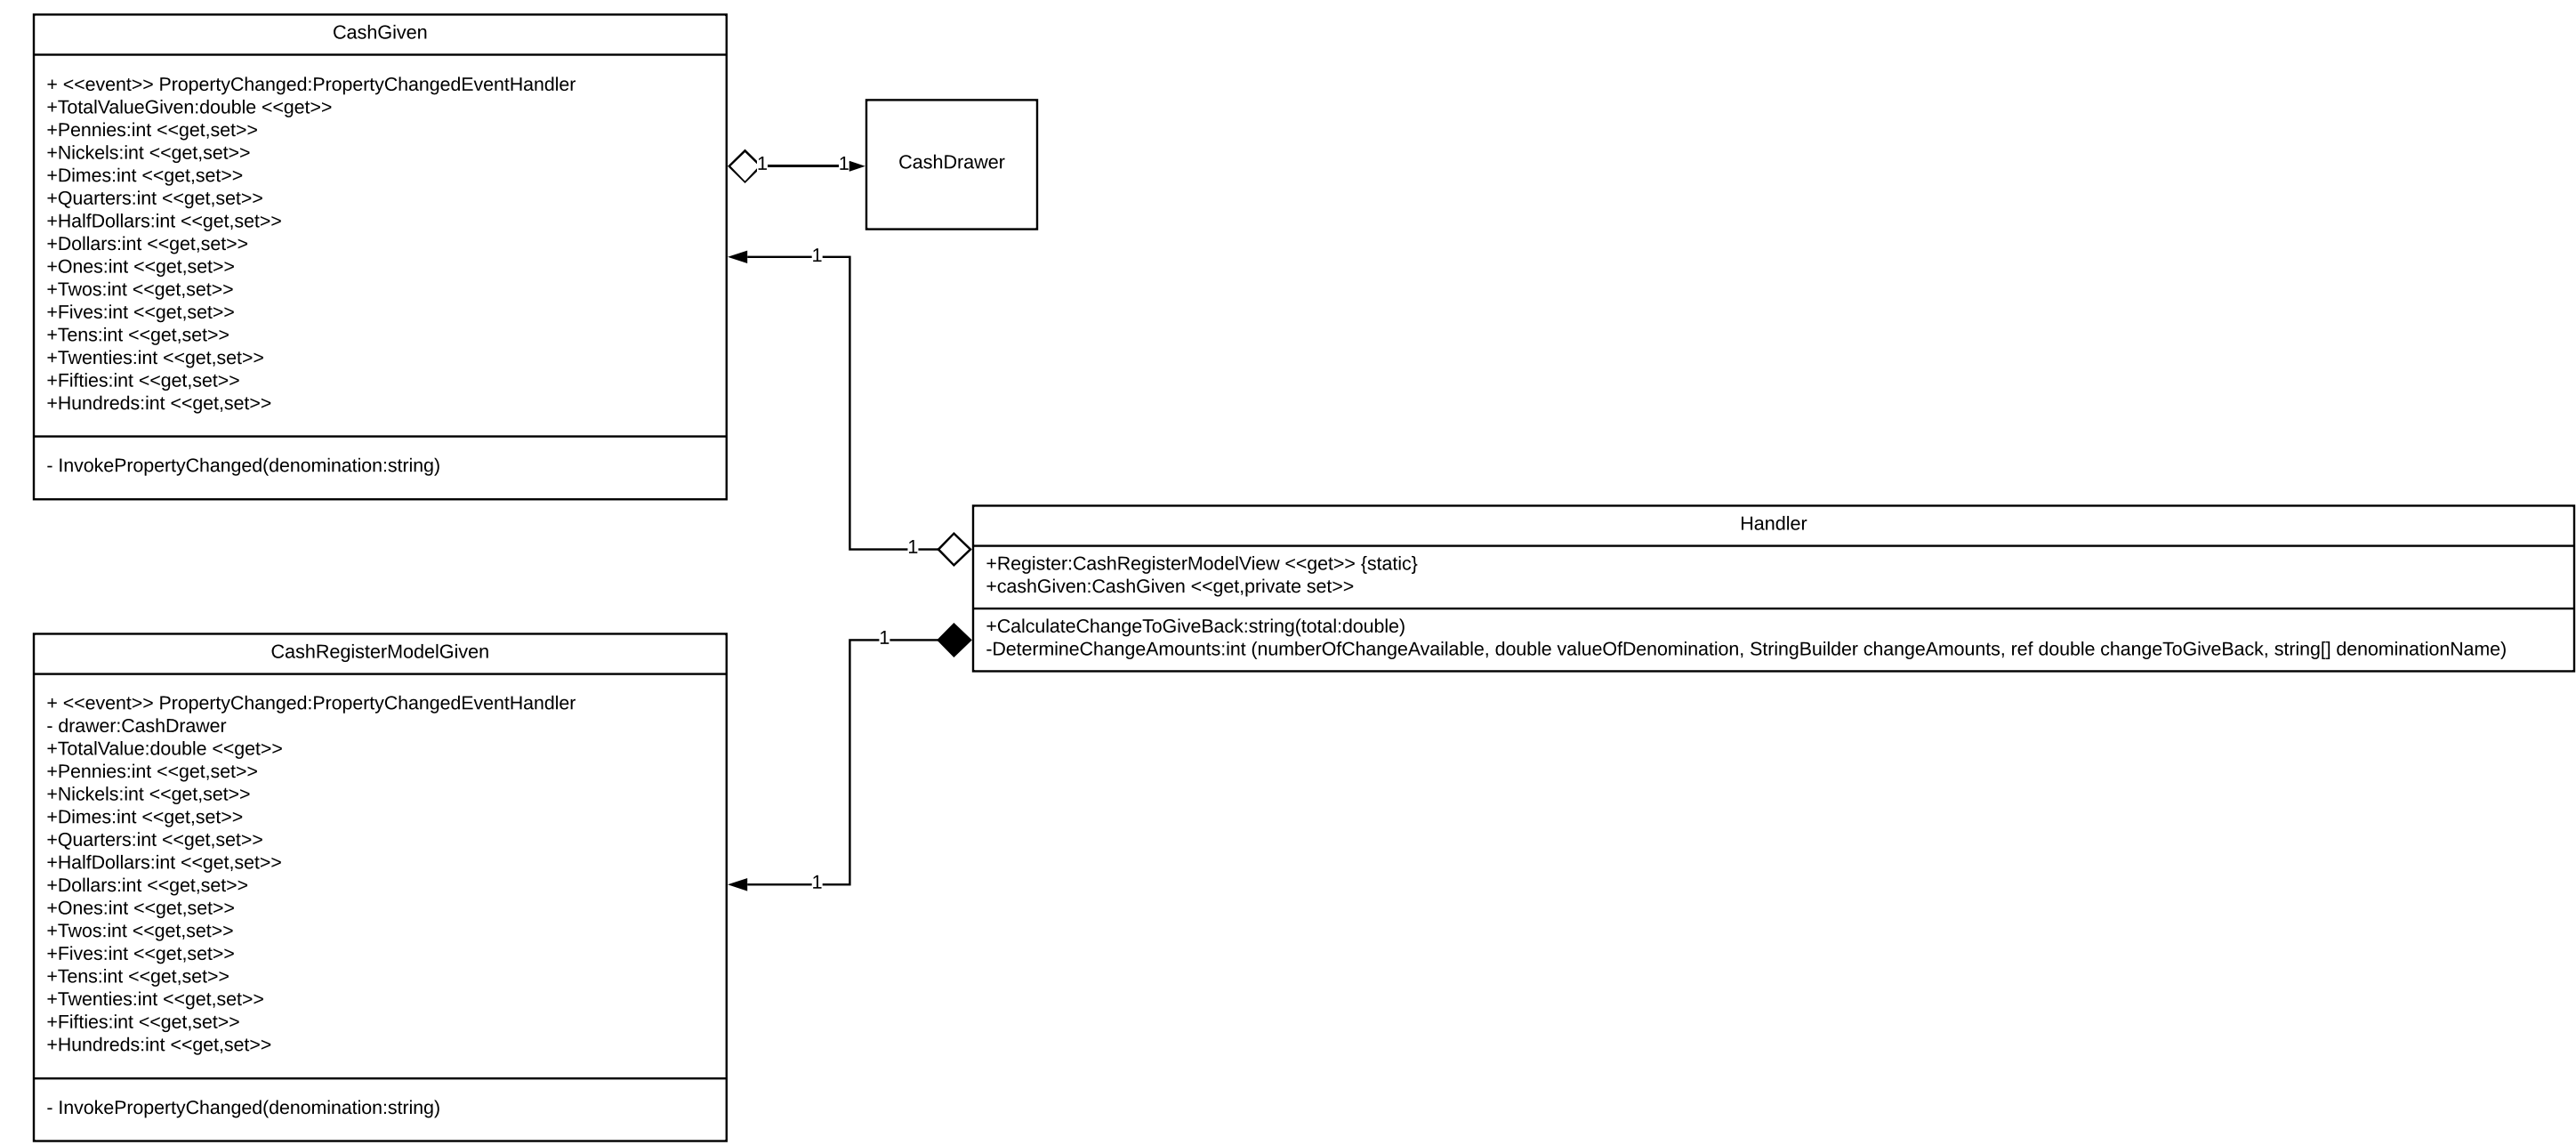 CashGiven
+ <<event>> PropertyChanged:PropertyChangedEventHandler
+TotalValueGiven:double <<get>>
+Pennies:int <<get,set>>
+Nickels:int <<get,set>>
+Dimes:int <<get,set>>
+Quarters:int <<get,set>>
+HalfDollars:int <<get,set>>
+Dollars:int <<get,set>>
+Ones:int <<get,set>>
+Twos:int <<get,set>>
+Fives:int <<get,set>>
+Tens:int <<get,set>>
+Twenties:int <<get,set>>
+Fifties:int <<get,set>>
+Hundreds:int <<get,set>>
- InvokePropertyChanged(denomination:string)
1
1
CashDrawer
1
1
Handler
+Register:CashRegisterModelView <<get>> {static}
+cashGiven:CashGiven <<get,private set>>
+CalculateChangeToGiveBack:string(total:double)
-DetermineChangeAmounts:int (numberOfChangeAvailable, double valueOfDenomination, StringBuilder changeAmounts, ref double changeToGiveBack, string[] denominationName)
1
1
CashRegisterModelGiven
+ <<event>> PropertyChanged:PropertyChangedEventHandler
- drawer:CashDrawer
+TotalValue:double <<get>>
+Pennies:int <<get,set>>
+Nickels:int <<get,set>>
+Dimes:int <<get,set>>
+Quarters:int <<get,set>>
+HalfDollars:int <<get,set>>
+Dollars:int <<get,set>>
+Ones:int <<get,set>>
+Twos:int <<get,set>>
+Fives:int <<get,set>>
+Tens:int <<get,set>>
+Twenties:int <<get,set>>
+Fifties:int <<get,set>>
+Hundreds:int <<get,set>>
- InvokePropertyChanged(denomination:string)